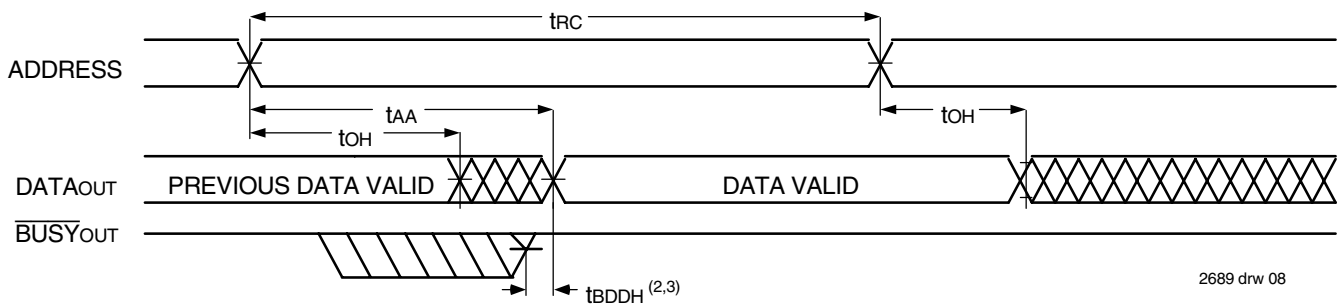 tRC
ADDRESS
tAA
tOH
tOH
DATAOUT
PREVIOUS DATA VALID
DATA VALID
BUSYOUT
tBDDH (2,3)
2689 drw 08